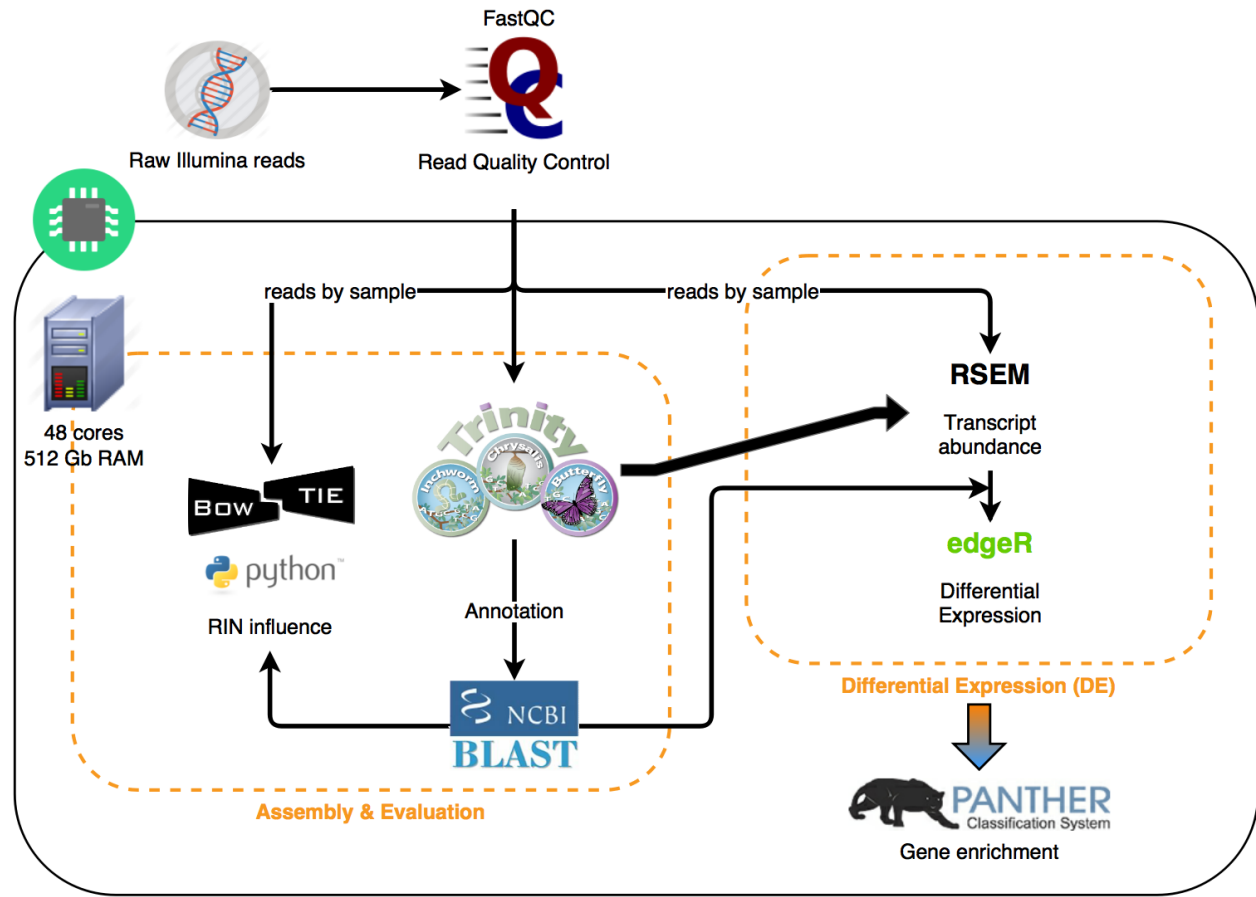 FastQC
QC
Raw Illumina reads
Read Quality Control
reads by sample
reads by sample
48 cores
512 Gb RAM
RSEM
Transcript
abundance
Trinity
Inchworm
Chrysalis
Butterfly
BOW
TIE
python™
RIN influence
Annotation
edgeR
Differential
Expression
NCBI
BLAST
Differential Expression (DE)
Assembly & Evaluation
PANTHER
Classification System
Gene enrichment